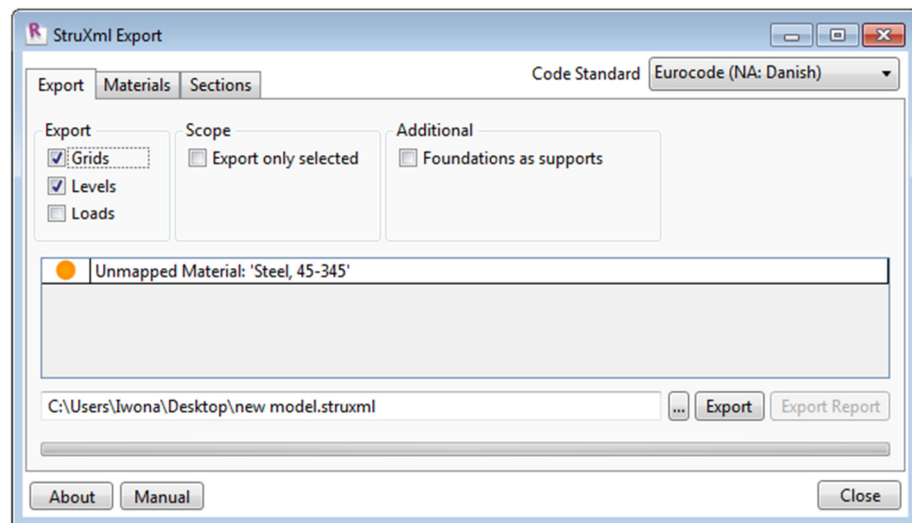 StruXml Export
Code Standard Eurocode (NA: Danish)
Export Materials Sections
Export Scope Additional
Grids Export only selected Foundations as supports
Levels
Loads
Unmapped Material: 'Steel, 45-345'
C:\Users\Iwona\Desktop\new model.struxml ... Export Export Report
About Manual Close